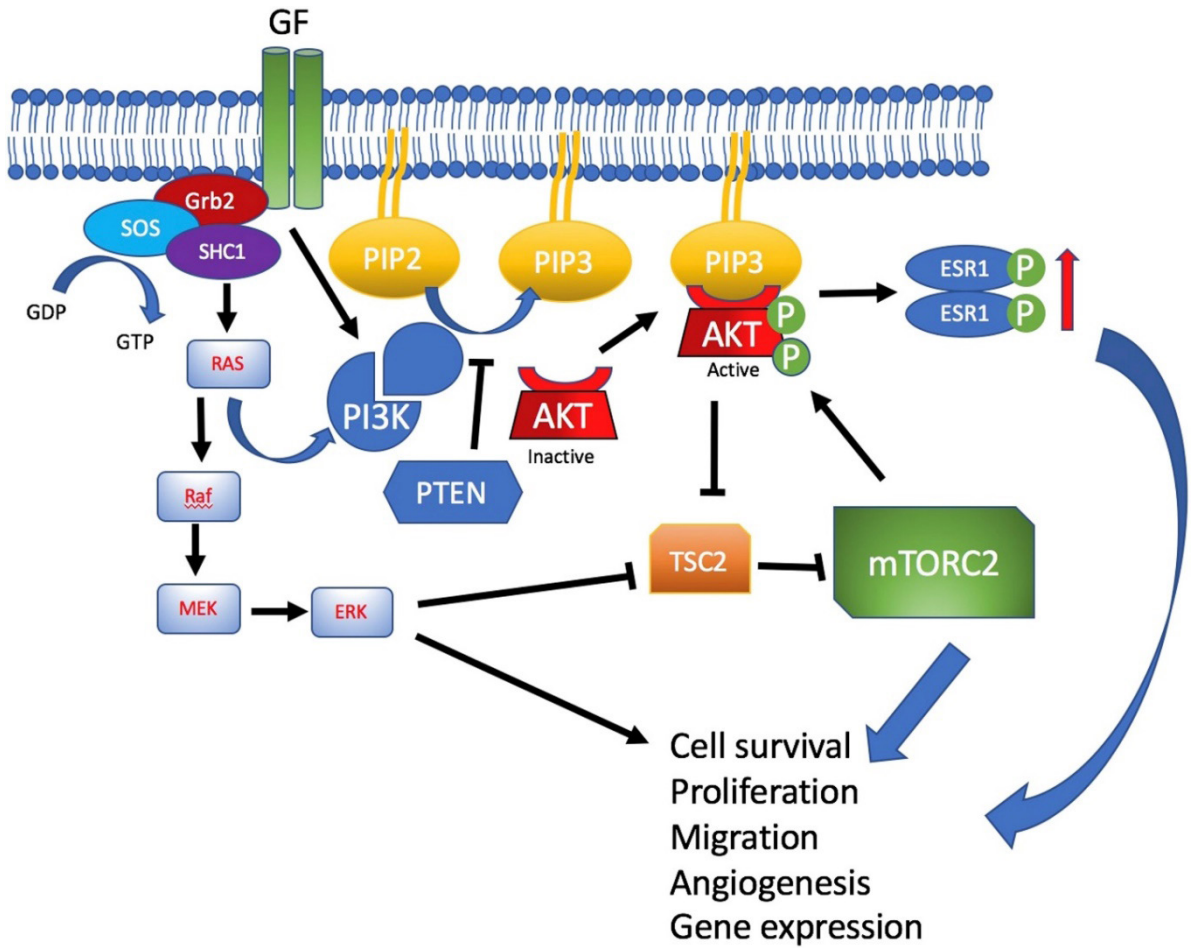 GF
Grb2
SOS
SHC1
GDP
GTP
RAS
Raf
MEK
ERK
PIP2
PIP3
PI3K
PTEN
AKT
Inactive
PIP3
AKT
P
P
Active
ESR1
P
ESR1
P
TSC2
mTORC2
Cell survival
Proliferation
Migration
Angiogenesis
Gene expression